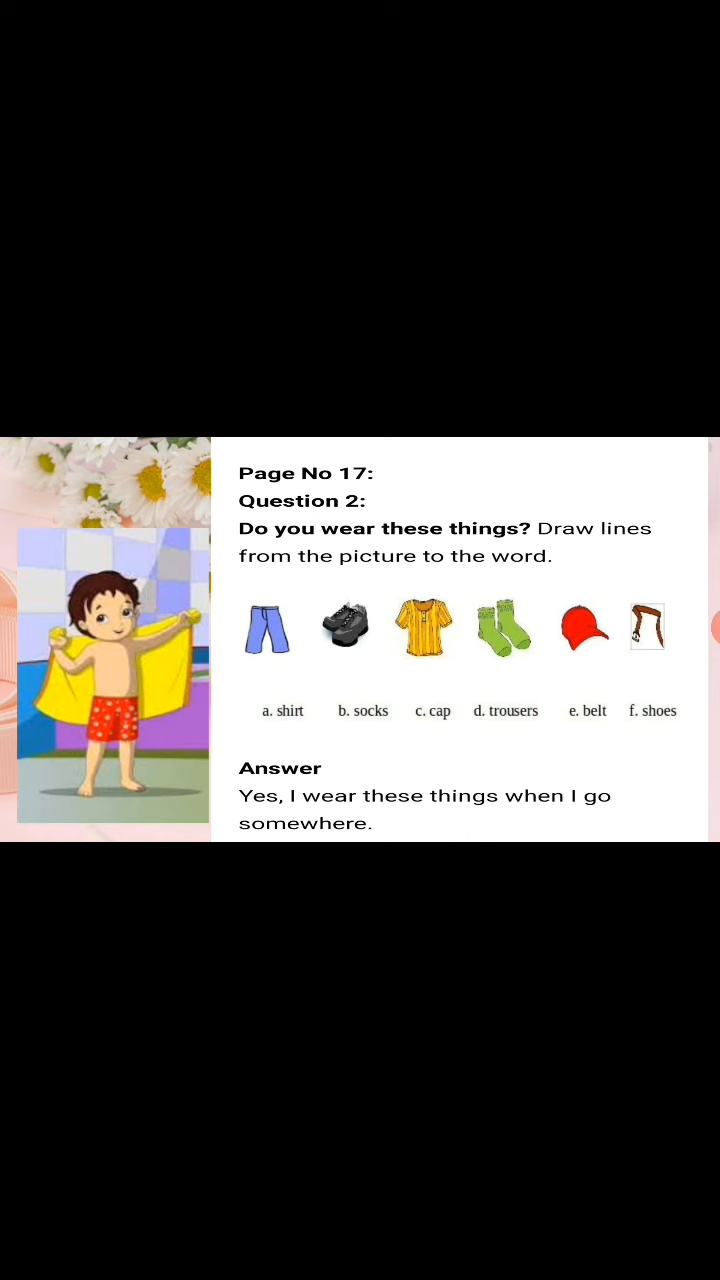 Page No 17:
Question 2:
Do you wear these things? Draw lines
from the picture to the word.
a. shirt b. socks c. cap d. trousers e. belt f. shoes
Answer
Yes, I wear these things when I go
somewhere.